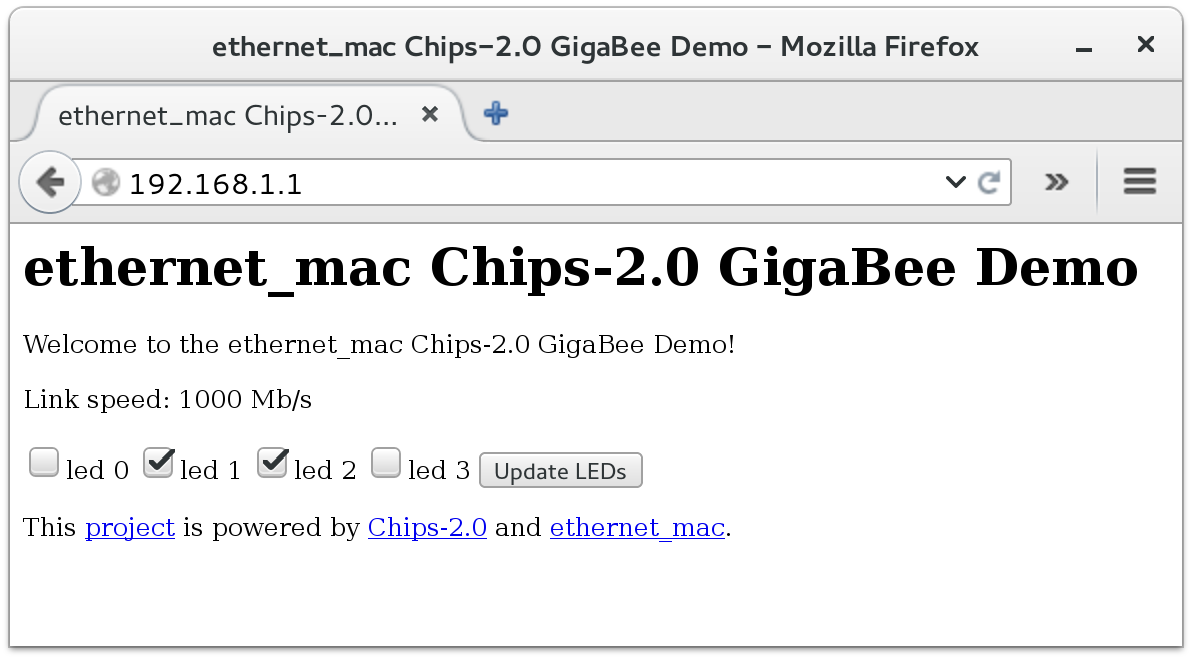 ethernet_mac Chips-2.0 GigaBee Demo - Mozilla Firefox
ethernet_mac Chips-2.0...
192.168.1.1
ethernet_mac Chips-2.0 GigaBee Demo
Welcome to the ethernet_mac Chips-2.0 GigaBee Demo!
Link speed: 1000 Mb/s
led 0 led 1 led 2 led 3 Update LEDs
This project is powered by Chips-2.0 and ethernet_mac.